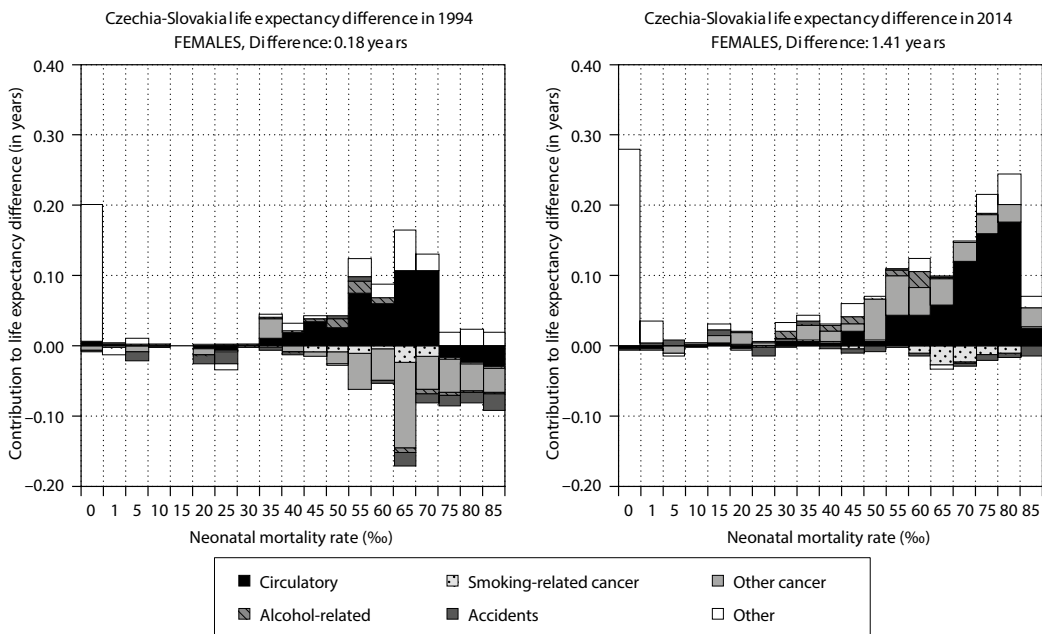 Czechia-Slovakia life expectancy difference in 1994
FEMALES, Difference: 0.18 years
Contribution to life expectancy difference (in years)
0.40
0.30
0.20
0.10
0.00
−0.10
−0.20
0 1 5 10 15 20 25 30 35 40 45 50 55 60 65 70 75 80 85
Neonatal mortality rate (‰)
Czechia-Slovakia life expectancy difference in 2014
FEMALES, Difference: 1.41 years
Contribution to life expectancy difference (in years)
0.40
0.30
0.20
0.10
0.00
−0.10
−0.20
0 1 5 10 15 20 25 30 35 40 45 50 55 60 65 70 75 80 85
Neonatal mortality rate (‰)
Circulatory Smoking-related cancer Other cancer
Alcohol-related Accidents Other